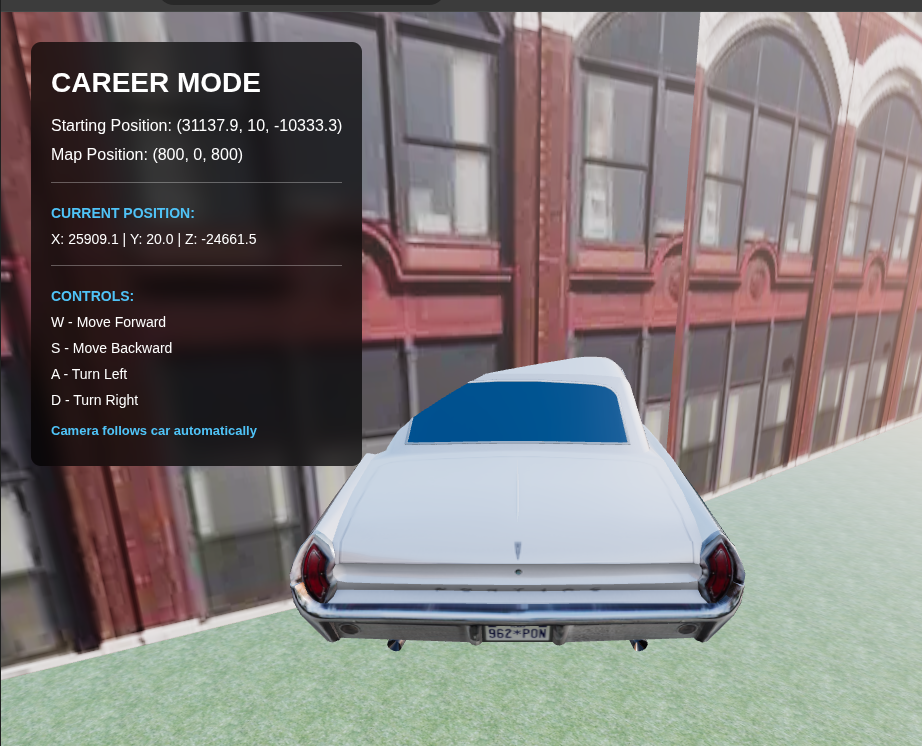 CAREER MODE
Starting Position: (31137.9, 10, -10333.3)
Map Position: (800, 0, 800)
CURRENT POSITION:
X: 25909.1 | Y: 20.0 | Z: -24661.5
CONTROLS:
W - Move Forward
S - Move Backward
A - Turn Left
D - Turn Right
Camera follows car automatically
962*PON